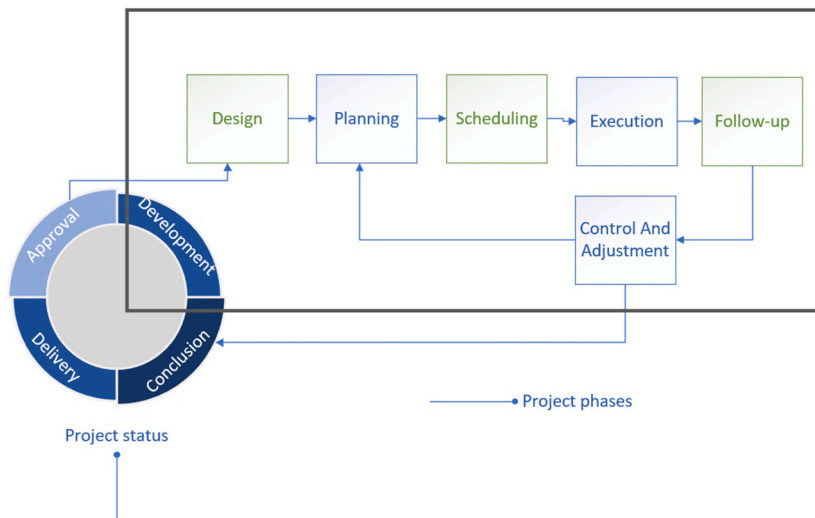 Design
Planning
Scheduling
Execution
Follow-up
Control And
Adjustment
Approval
Development
Delivery
Conclusion
Project phases
Project status